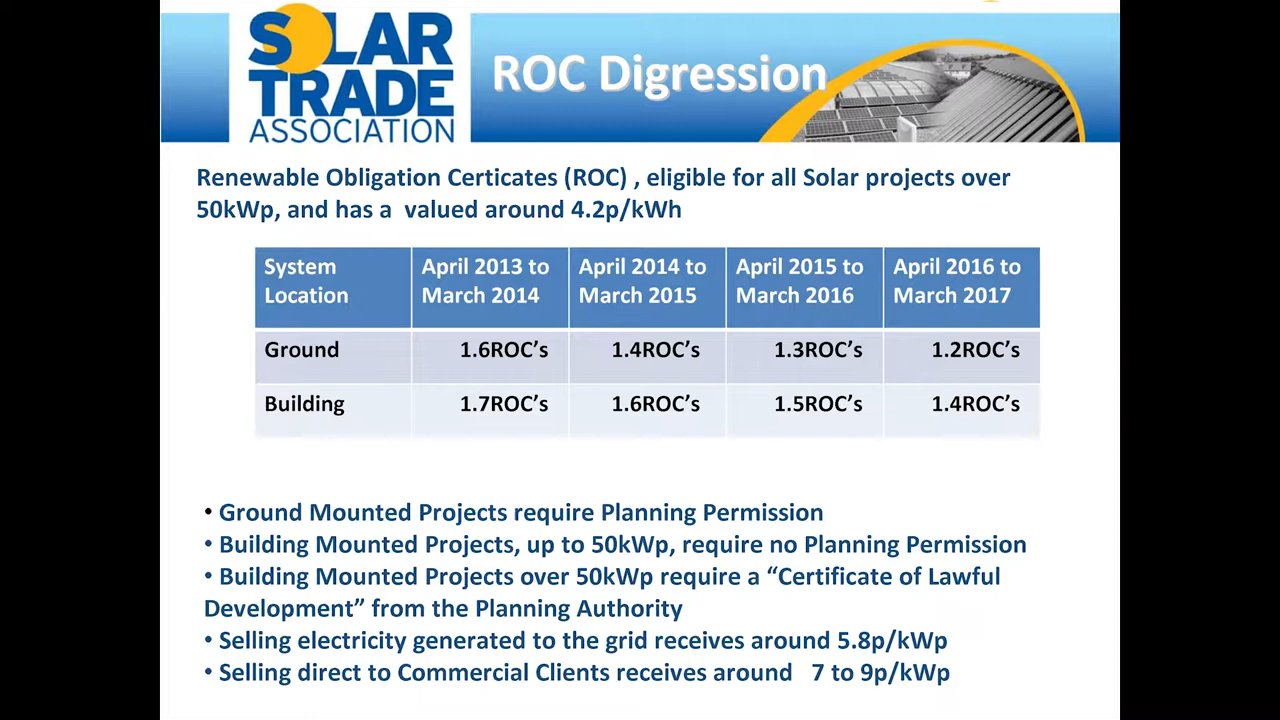 SOLAR
TRADE
ASSOCIATION
ROC Digression
Renewable Obligation Certicates (ROC) , eligible for all Solar projects over
50kWp, and has a  valued around 4.2p/kWh
System Location | April 2013 to March 2014 | April 2014 to March 2015 | April 2015 to March 2016 | April 2016 to March 2017
Ground | 1.6ROC’s | 1.4ROC’s | 1.3ROC’s | 1.2ROC’s
Building | 1.7ROC’s | 1.6ROC’s | 1.5ROC’s | 1.4ROC’s
• Ground Mounted Projects require Planning Permission
• Building Mounted Projects, up to 50kWp, require no Planning Permission
• Building Mounted Projects over 50kWp require a “Certificate of Lawful
Development” from the Planning Authority
• Selling electricity generated to the grid receives around 5.8p/kWp
• Selling direct to Commercial Clients receives around   7 to 9p/kWp